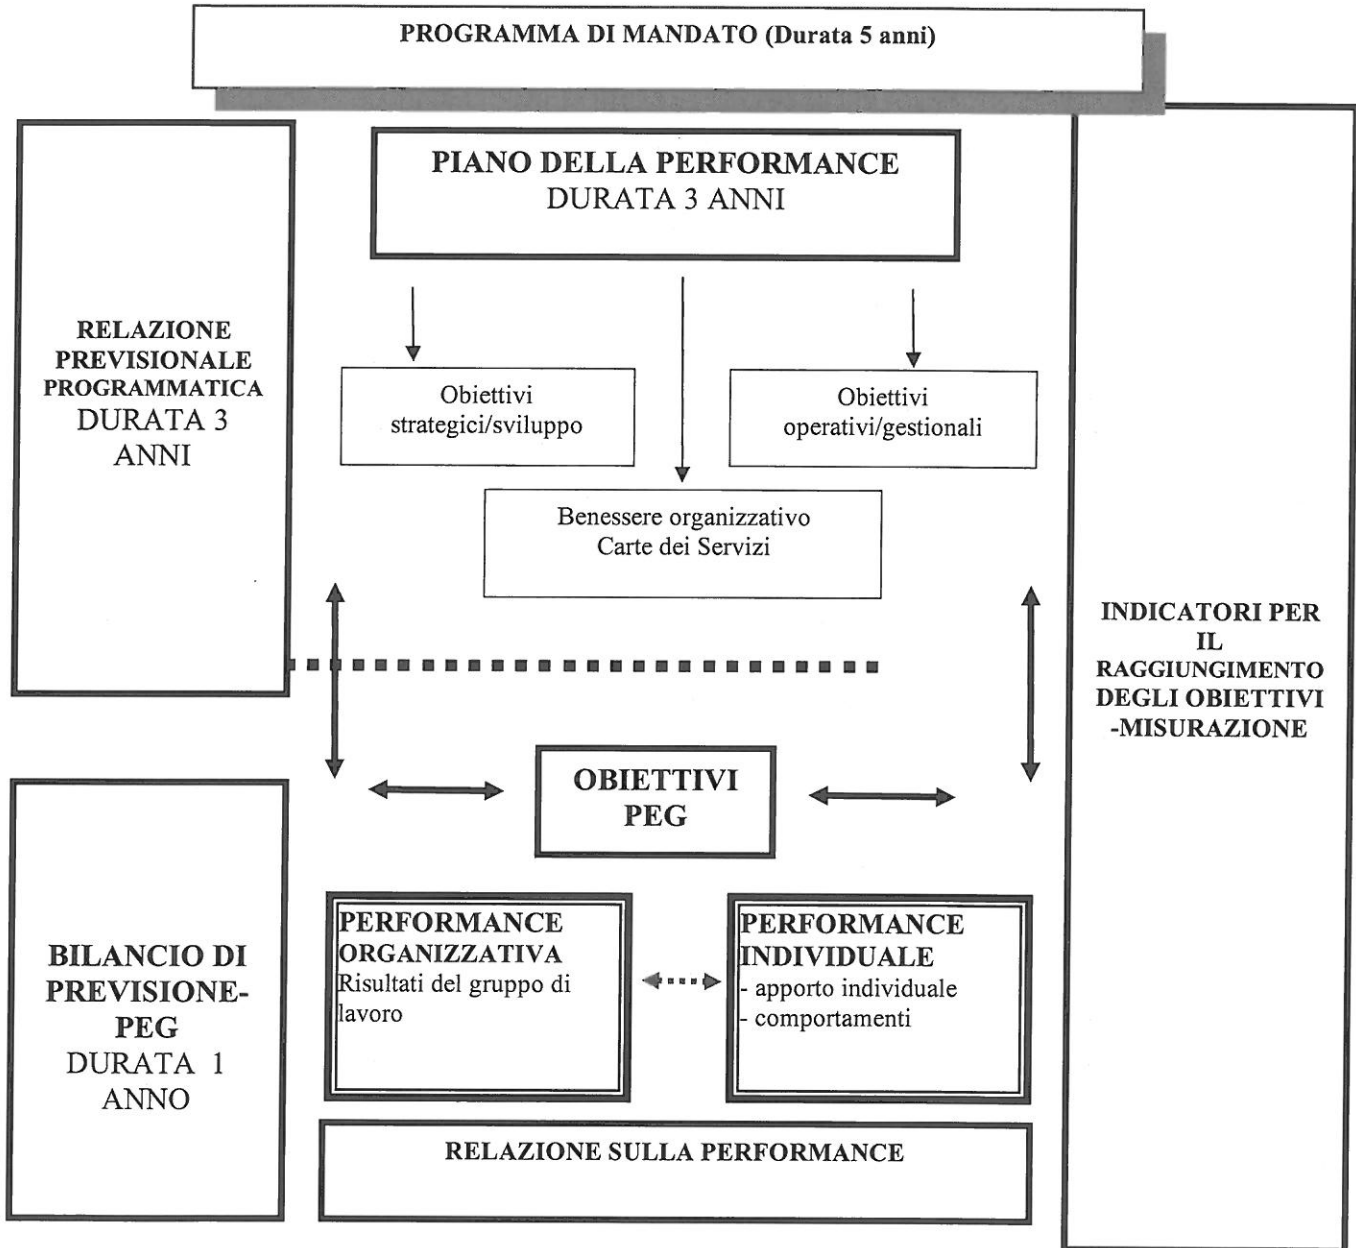 PROGRAMMA DI MANDATO (Durata 5 anni)
PIANO DELLA PERFORMANCE
DURATA 3 ANNI
RELAZIONE
PREVISIONALE
PROGRAMMATICA
DURATA 3
ANNI
Obiettivi
strategici/sviluppo
Obiettivi
operativi/gestionali
Benessere organizzativo
Carte dei Servizi
INDICATORI PER
IL
RAGGIUNGIMENTO
DEGLI OBIETTIVI
-MISURAZIONE
OBIETTIVI
PEG
BILANCIO DI
PREVISIONE-
PEG
DURATA 1
ANNO
PERFORMANCE
ORGANIZZATIVA
Risultati del gruppo di
lavoro
PERFORMANCE
INDIVIDUALE
- apporto individuale
- comportamenti
RELAZIONE SULLA PERFORMANCE